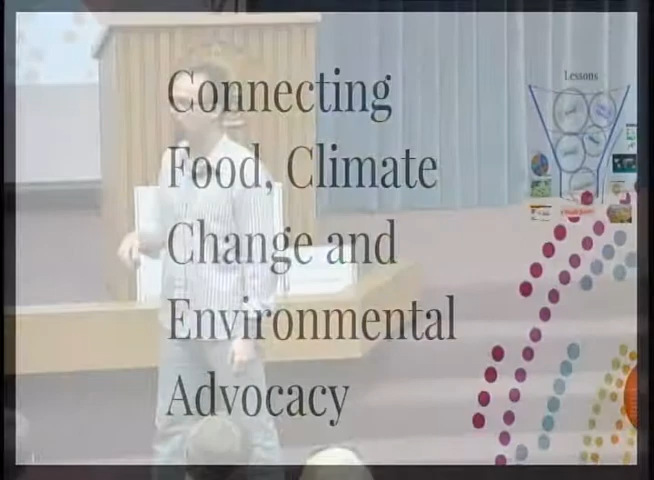 Connecting
Food, Climate
Change and
Environmental
Advocacy
Lessons